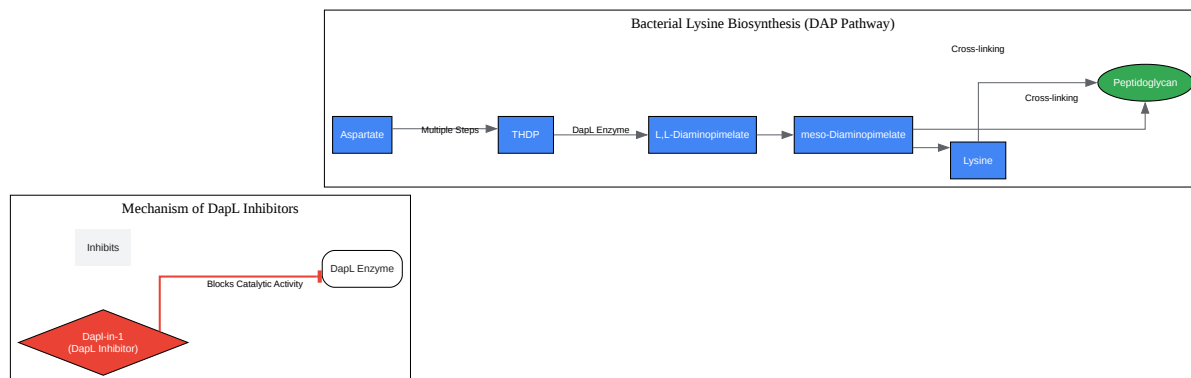 Bacterial Lysine Biosynthesis (DAP Pathway)
Cross-linking
Peptidoglycan
Cross-linking
Aspartate
Multiple Steps
THDP
DapL Enzyme
L,L-Diaminopimelate
meso-Diaminopimelate
Lysine
Mechanism of DapL Inhibitors
Inhibits
DapL Enzyme
Blocks Catalytic Activity
Dapl-in-1
(DapL Inhibitor)